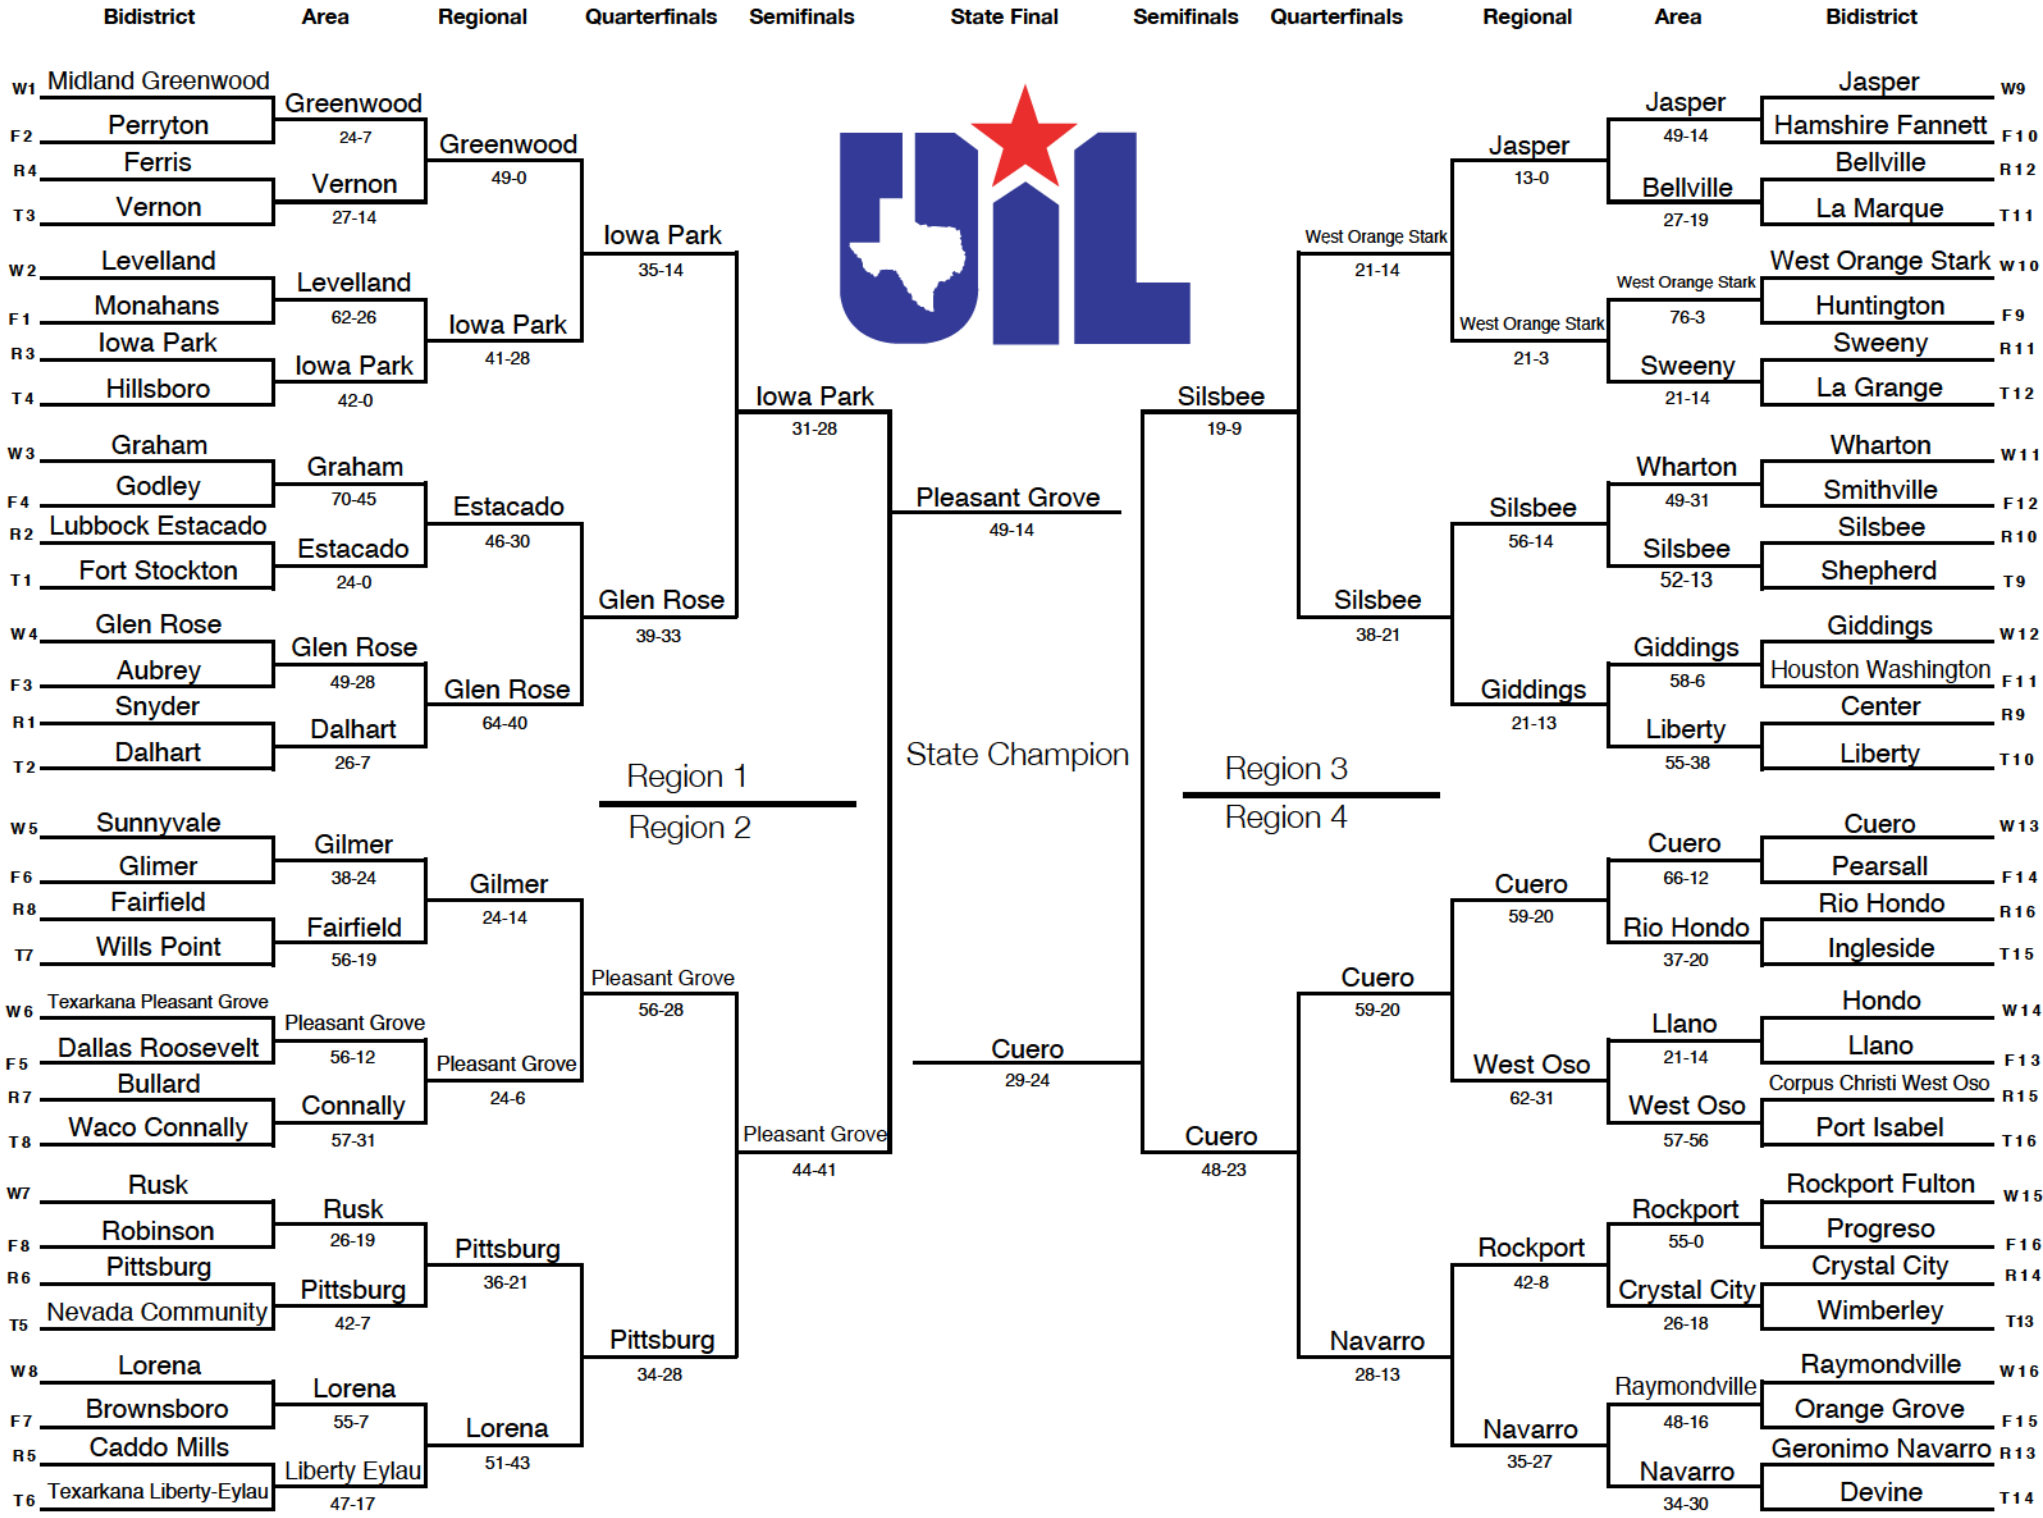 Bidistrict Area Regional Quarterfinals Semifinals State Final Semifinals Quarterfinals Regional Area Bidistrict
W1 Midland Greenwood
F2 Perryton
R4 Ferris
T3 Vernon
W2 Levelland
F1 Monahans
R3 Iowa Park
T4 Hillsboro
W3 Graham
F4 Godley
R2 Lubbock Estacado
T1 Fort Stockton
W4 Glen Rose
F3 Aubrey
R1 Snyder
T2 Dalhart
W5 Sunnyvale
F6 Glimer
R8 Fairfield
T7 Wills Point
W6 Texarkana Pleasant Grove
F5 Dallas Roosevelt
R7 Bullard
T8 Waco Connally
W7 Rusk
F8 Robinson
R6 Pittsburg
T5 Nevada Community
W8 Lorena
F7 Brownsboro
R5 Caddo Mills
T6 Texarkana Liberty-Eylau
Greenwood
24-7
Vernon
27-14
Levelland
62-26
Iowa Park
42-0
Graham
70-45
Estacado
24-0
Glen Rose
49-28
Dalhart
26-7
Gilmer
38-24
Fairfield
56-19
Pleasant Grove
56-12
Connally
57-31
Rusk
26-19
Pittsburg
42-7
Lorena
55-7
Liberty Eylau
47-17
Greenwood
49-0
Iowa Park
41-28
Estacado
46-30
Glen Rose
64-40
Gilmer
24-14
Pleasant Grove
24-6
Pittsburg
36-21
Lorena
51-43
Iowa Park
35-14
Glen Rose
39-33
Region 1
Region 2
Pleasant Grove
56-28
Pittsburg
34-28
Iowa Park
31-28
Pleasant Grove
44-41
UIL
Pleasant Grove
49-14
State Champion
Cuero
29-24
Silsbee
19-9
Region 3
Region 4
Cuero
48-23
West Orange Stark
21-14
Silsbee
38-21
Cuero
59-20
Navarro
28-13
Jasper
13-0
West Orange Stark
21-3
Silsbee
56-14
Giddings
21-13
Cuero
59-20
West Oso
62-31
Rockport
42-8
Navarro
35-27
Jasper
49-14
Bellville
27-19
West Orange Stark
76-3
Sweeny
21-14
Wharton
49-31
Silsbee
52-13
Giddings
58-6
Liberty
55-38
Cuero
66-12
Rio Hondo
37-20
Llano
21-14
West Oso
57-56
Rockport
55-0
Crystal City
26-18
Raymondville
48-16
Navarro
34-30
Jasper W9
Hamshire Fannett F10
Bellville R12
La Marque T11
West Orange Stark W10
Huntington F9
Sweeny R11
La Grange T12
Wharton W11
Smithville F12
Silsbee R10
Shepherd T9
Giddings W12
Houston Washington F11
Center R9
Liberty T10
Cuero W13
Pearsall F14
Rio Hondo R16
Ingleside T15
Hondo W14
Llano F13
Corpus Christi West Oso R15
Port Isabel T16
Rockport Fulton W15
Progreso F16
Crystal City R14
Wimberley T13
Raymondville W16
Orange Grove F15
Geronimo Navarro R13
Devine T14